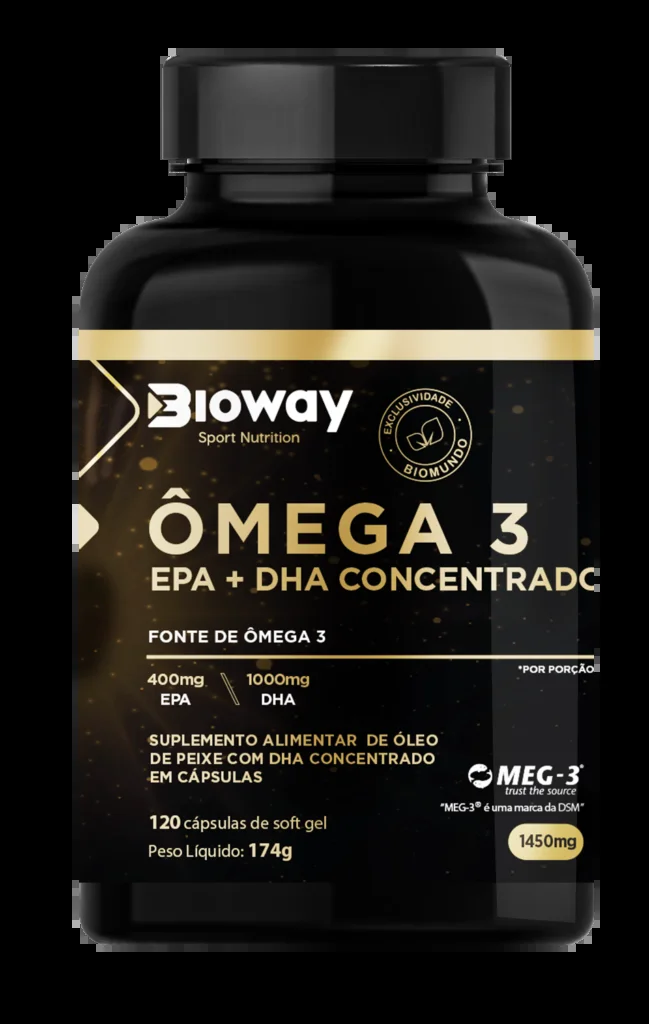 Bioway
Sport Nutrition
EXCLUSIVIDADE
BIOMUNDO
ÔMEGA 3
EPA + DHA CONCENTRADO
FONTE DE ÔMEGA 3
*POR PORÇÃO
400mg
EPA
1000mg
DHA
SUPLEMENTO ALIMENTAR DE ÓLEO
DE PEIXE COM DHA CONCENTRADO
EM CÁPSULAS
MEG-3®
trust the source
"MEG-3® é uma marca da DSM"
120 cápsulas de soft gel
Peso Líquido: 174g
1450mg